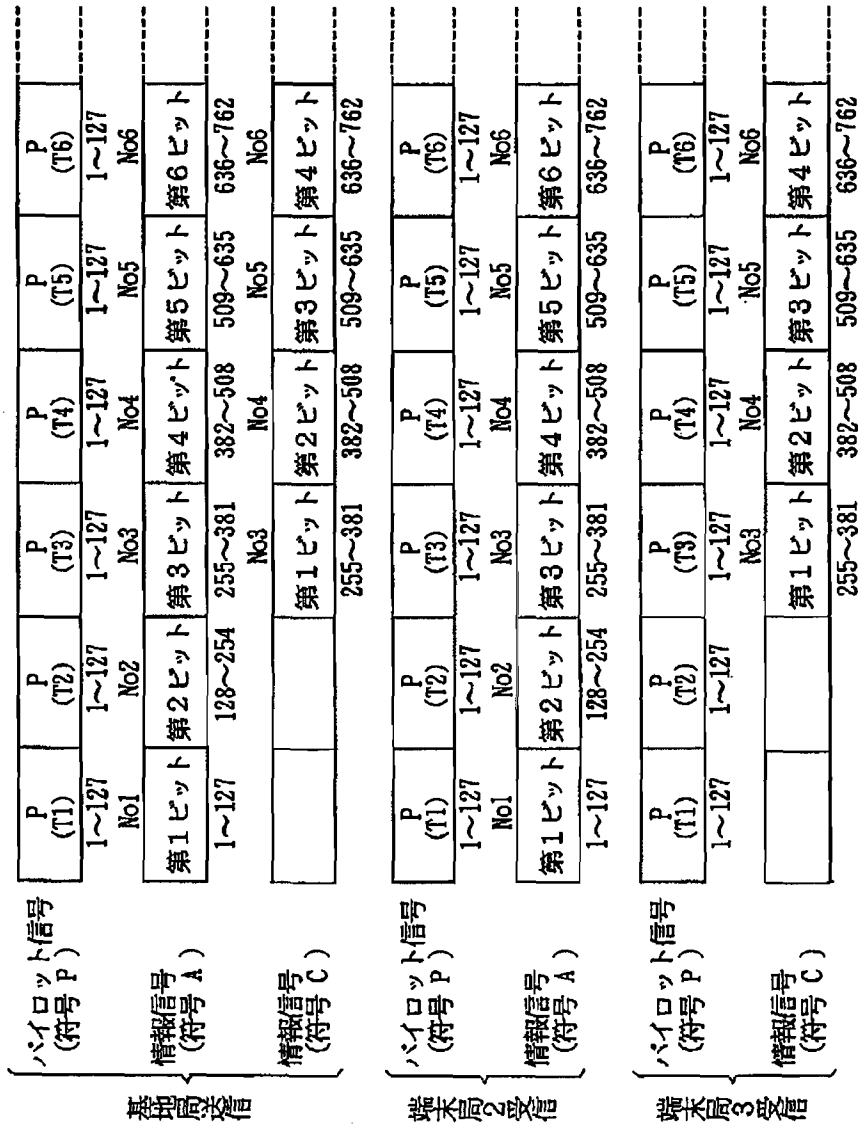 基地局送信
パイロット信号
(符号 P )
P P P P P P
(T1) (T2) (T3) (T4) (T5) (T6)
1～127 1～127 1～127 1～127 1～127 1～127
No1 No2 No3 No4 No5 No6
情報信号
(符号 A )
第1ビット 第2ビット 第3ビット 第4ビット 第5ビット 第6ビット
1～127 128～254 255～381 382～508 509～635 636～762
No3 No4 No5 No6
情報信号
(符号 C )
第1ビット 第2ビット 第3ビット 第4ビット
255～381 382～508 509～635 636～762
端末局2受信
パイロット信号
(符号 P )
P P P P P P
(T1) (T2) (T3) (T4) (T5) (T6)
1～127 1～127 1～127 1～127 1～127 1～127
No1 No2 No3 No4 No5 No6
情報信号
(符号 A )
第1ビット 第2ビット 第3ビット 第4ビット 第5ビット 第6ビット
1～127 128～254 255～381 382～508 509～635 636～762
端末局3受信
パイロット信号
(符号 P )
P P P P P P
(T1) (T2) (T3) (T4) (T5) (T6)
1～127 1～127 1～127 1～127 1～127 1～127
No3 No4 No5 No6
情報信号
(符号 C )
第1ビット 第2ビット 第3ビット 第4ビット
255～381 382～508 509～635 636～762